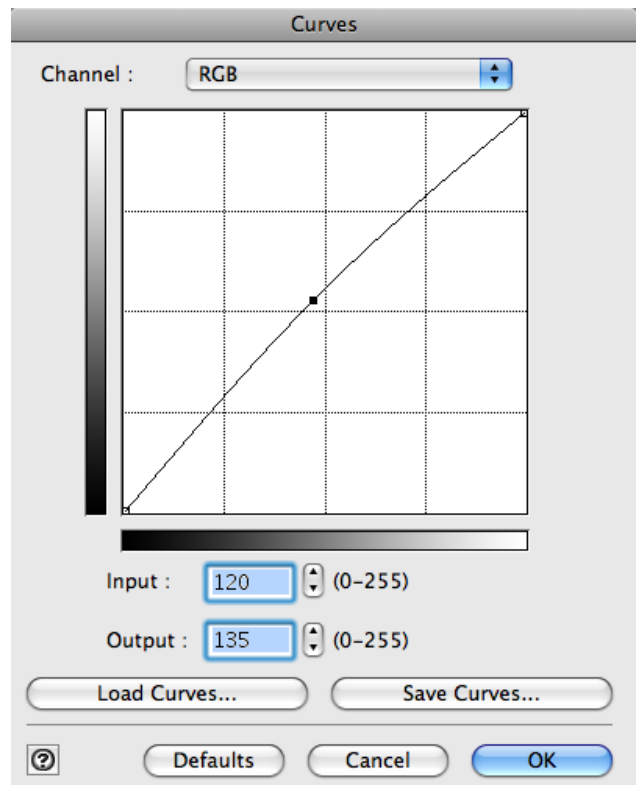 Curves
Channel : RGB
Input : 120 (0-255)
Output : 135 (0-255)
Load Curves... Save Curves...
? Defaults Cancel OK